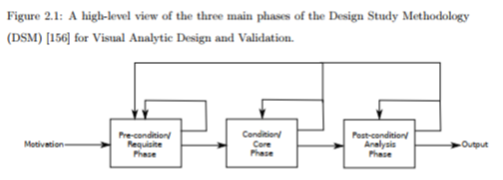 Figure 2.1: A high-level view of the three main phases of the Design Study Methodology
(DSM) [156] for Visual Analytic Design and Validation.
Motivation
Pre-condition/
Requisite
Phase
Condition/
Core
Phase
Post-condition/
Analysis
Phase
Output